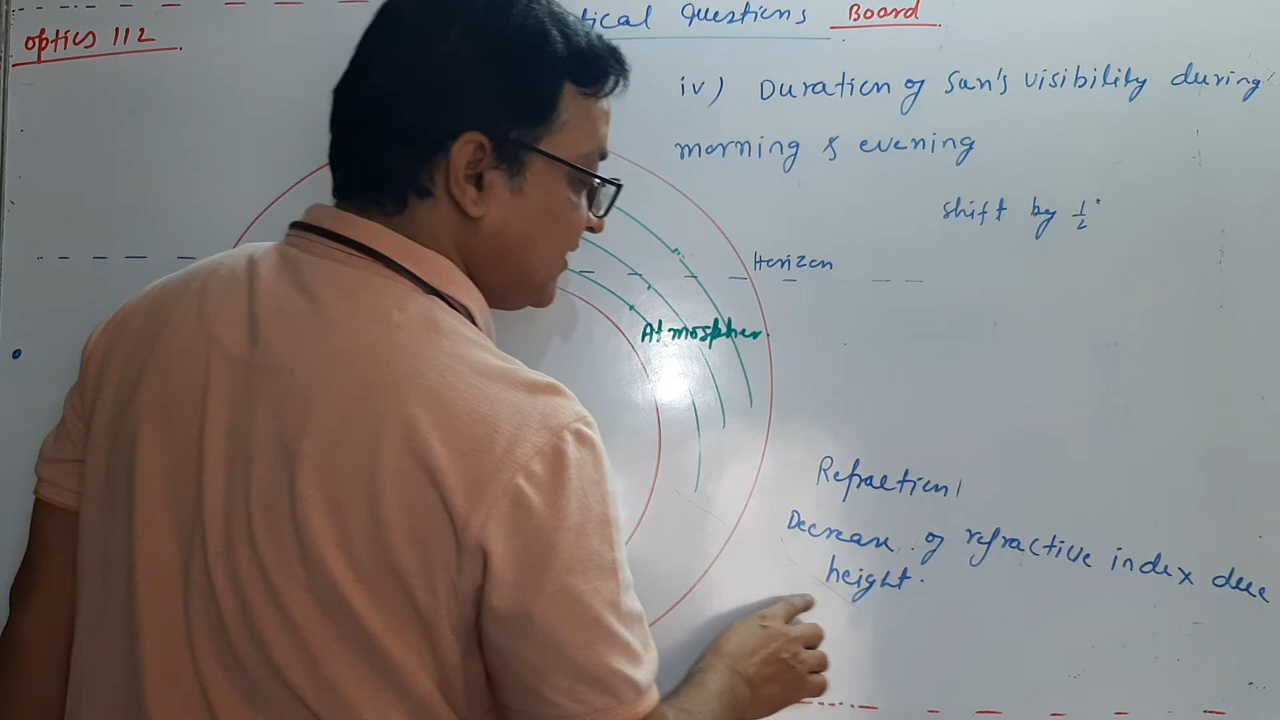 optics 112
tical Questions Board
iv) Duration of Sun's visibility during
morning & evening
shift by 1/2°
Horizon
Atmospher
Refraction
Decrease of refractive index due
height.